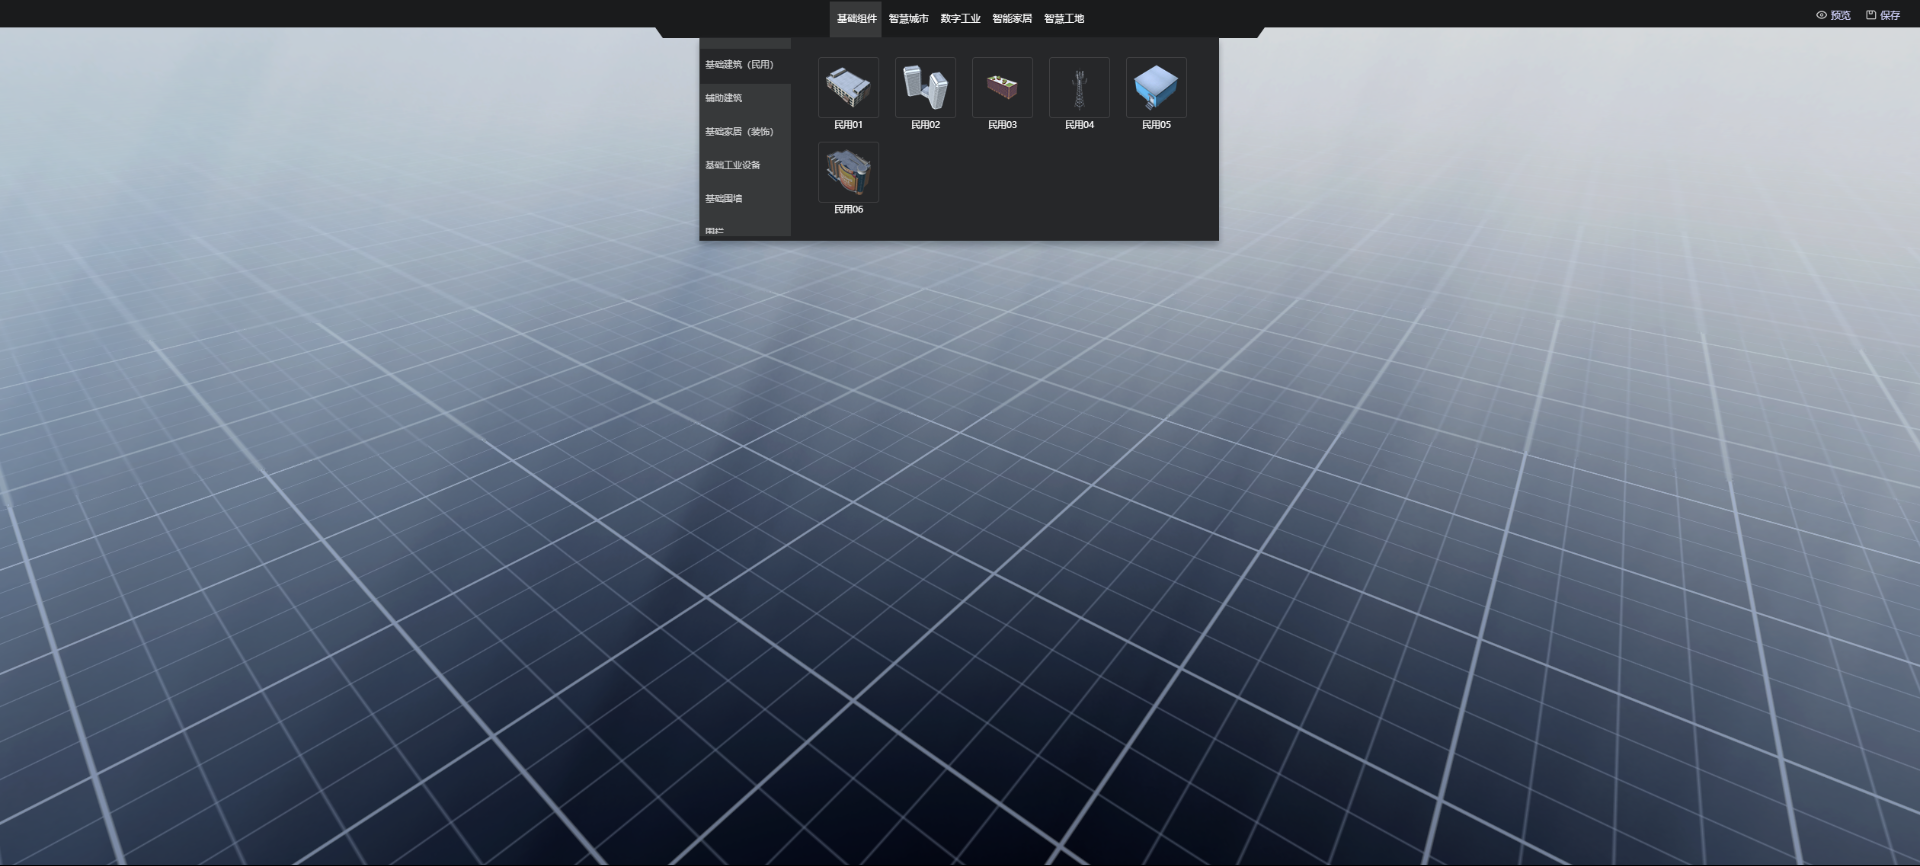 基础组件 智慧城市 数字工业 智能家居 智慧工地
预览 保存
基础建筑（民用）
辅助建筑
基础家居（装饰）
基础工业设备
基础围墙
围栏
民用01 民用02 民用03 民用04 民用05
民用06